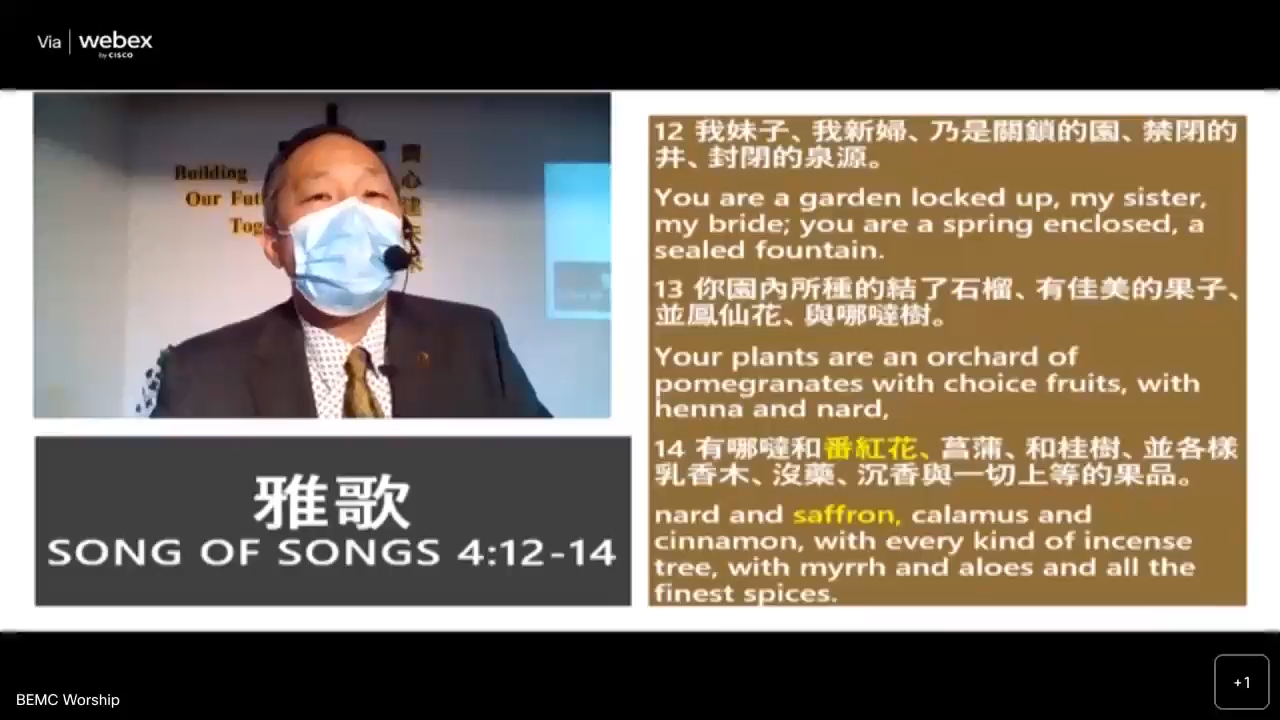 Via webex
by CISCO
Building
Our Fut
Tog
12 我妹子、我新婦、乃是關鎖的園、禁閉的
井、封閉的泉源。
You are a garden locked up, my sister,
my bride; you are a spring enclosed, a
sealed fountain.
13 你園內所種的結了石榴、有佳美的果子、
並鳳仙花、與哪噠樹。
Your plants are an orchard of
pomegranates with choice fruits, with
henna and nard,
14 有哪噠和番紅花、菖蒲、和桂樹、並各樣
乳香木、沒藥、沉香與一切上等的果品。
nard and saffron, calamus and
cinnamon, with every kind of incense
tree, with myrrh and aloes and all the
finest spices.
雅歌
SONG OF SONGS 4:12-14
BEMC Worship
+1